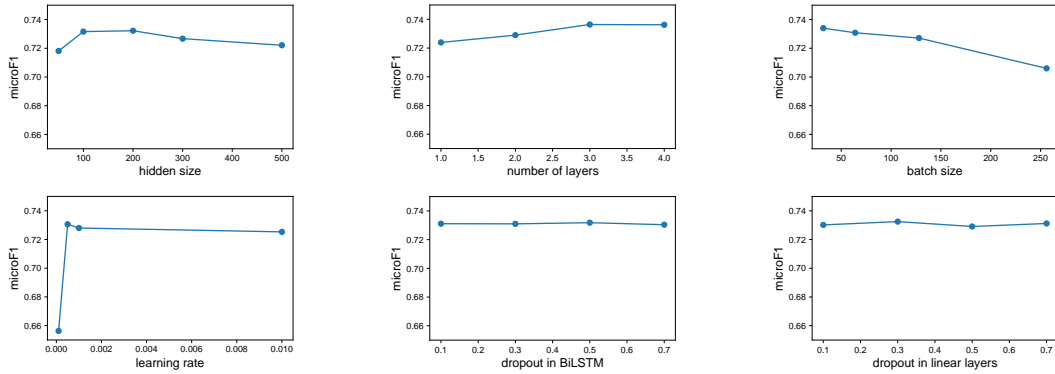 0.74
0.72
0.70
0.68
0.66
microF1
100 200 300 400 500
hidden size
0.74
0.72
0.70
0.68
0.66
microF1
1.0 1.5 2.0 2.5 3.0 3.5 4.0
number of layers
0.74
0.72
0.70
0.68
0.66
microF1
50 100 150 200 250
batch size
0.74
0.72
0.70
0.68
0.66
microF1
0.000 0.002 0.004 0.006 0.008 0.010
learning rate
0.74
0.72
0.70
0.68
0.66
microF1
0.1 0.2 0.3 0.4 0.5 0.6 0.7
dropout in BiLSTM
0.74
0.72
0.70
0.68
0.66
microF1
0.1 0.2 0.3 0.4 0.5 0.6 0.7
dropout in linear layers